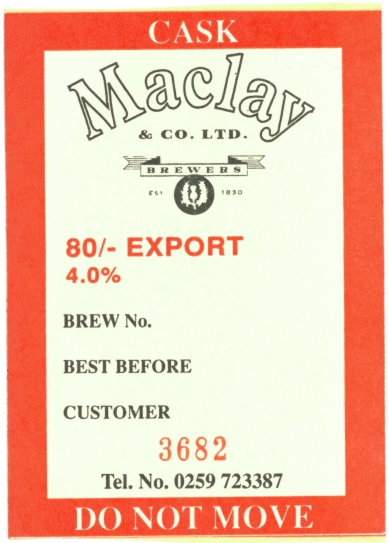 CASK
Maclay
& CO. LTD.
BREWERS
EST 1830
80/- EXPORT
4.0%
BREW No.
BEST BEFORE
CUSTOMER
3682
Tel. No. 0259 723387
DO NOT MOVE